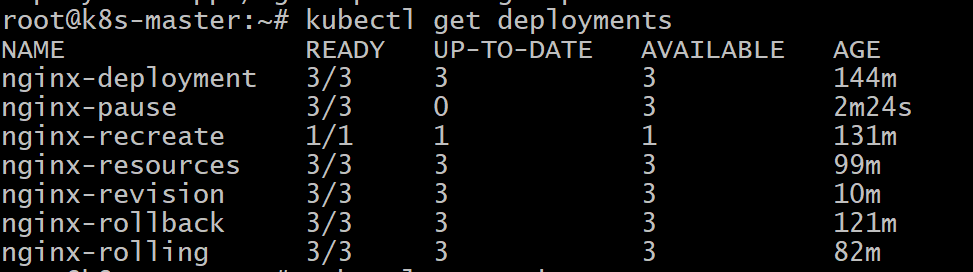 root@k8s-master:~# kubectl get deployments
NAME READY UP-TO-DATE AVAILABLE AGE
nginx-deployment 3/3 3 3 144m
nginx-pause 3/3 0 3 2m24s
nginx-recreate 1/1 1 1 131m
nginx-resources 3/3 3 3 99m
nginx-revision 3/3 3 3 10m
nginx-rollback 3/3 3 3 121m
nginx-rolling 3/3 3 3 82m